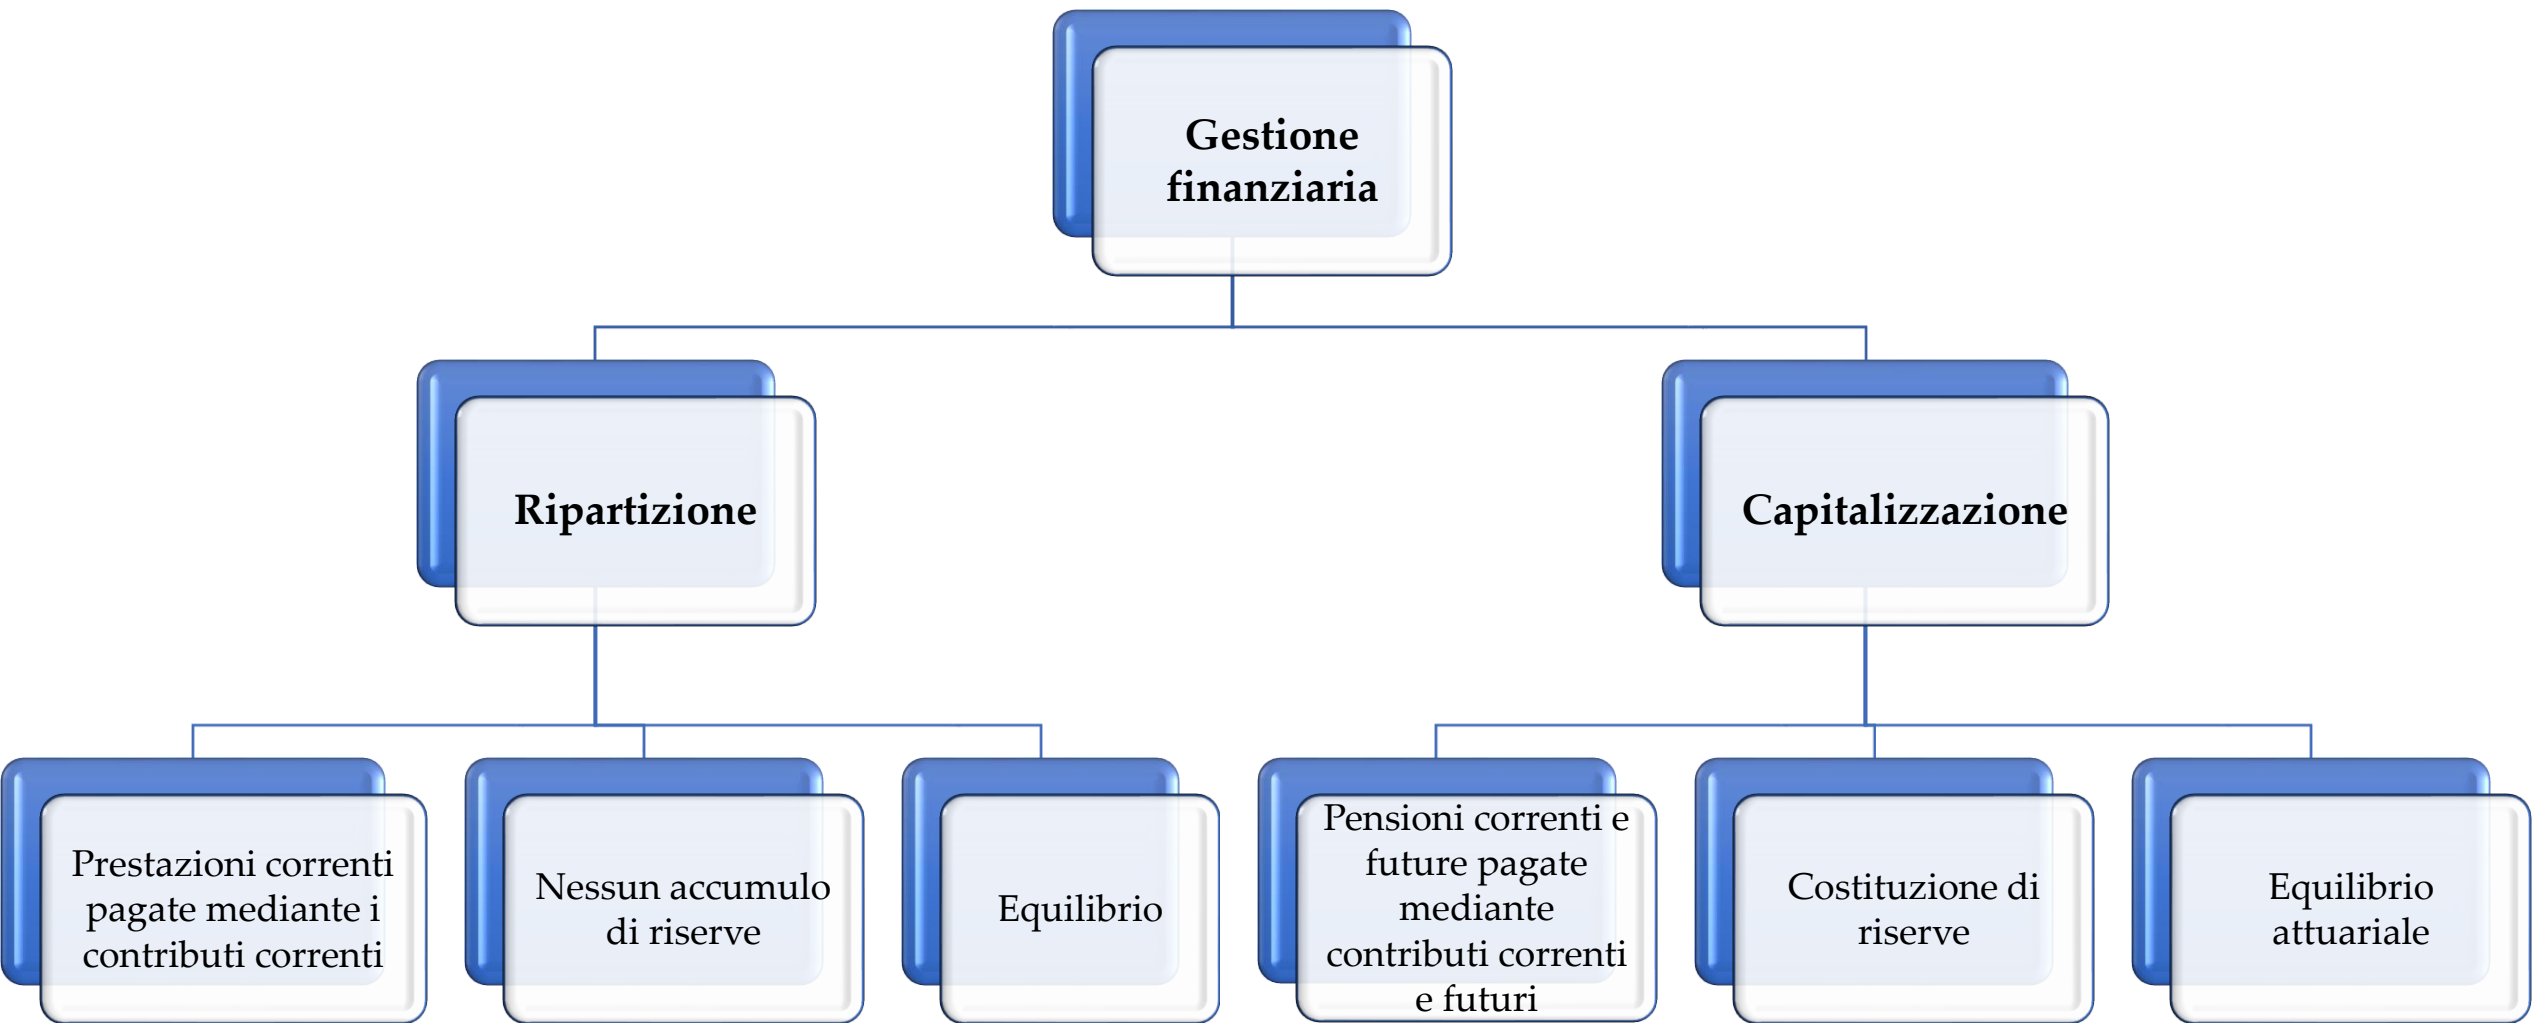 Gestione
finanziaria
Ripartizione
Capitalizzazione
Prestazioni correnti
pagate mediante i
contributi correnti
Nessun accumulo
di riserve
Equilibrio
Pensioni correnti e
future pagate
mediante
contributi correnti
e futuri
Costituzione di
riserve
Equilibrio
attuariale